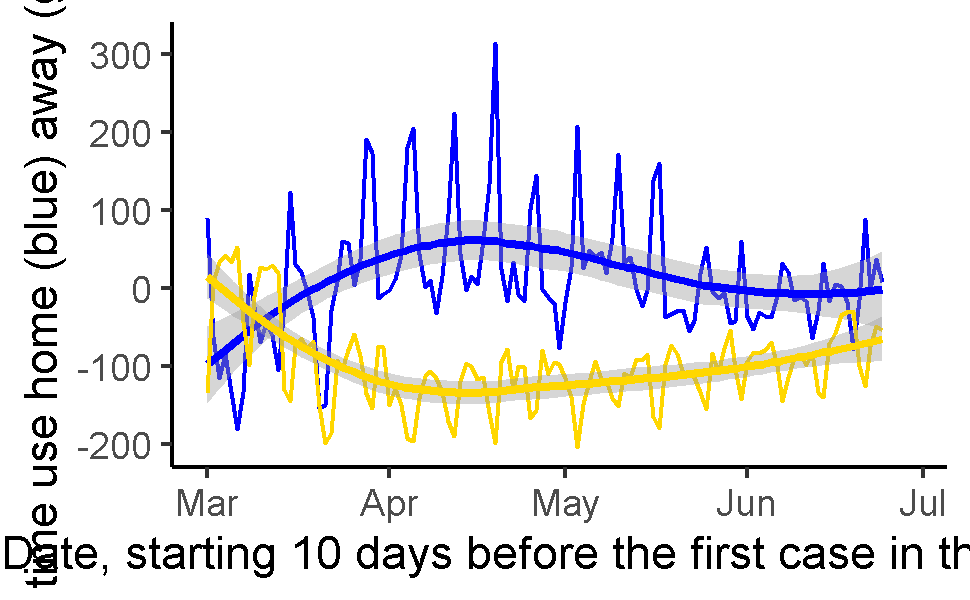 time use home (blue) away (g
300
200
100
0
-100
-200
Mar Apr May Jun Jul
Date, starting 10 days before the first case in th